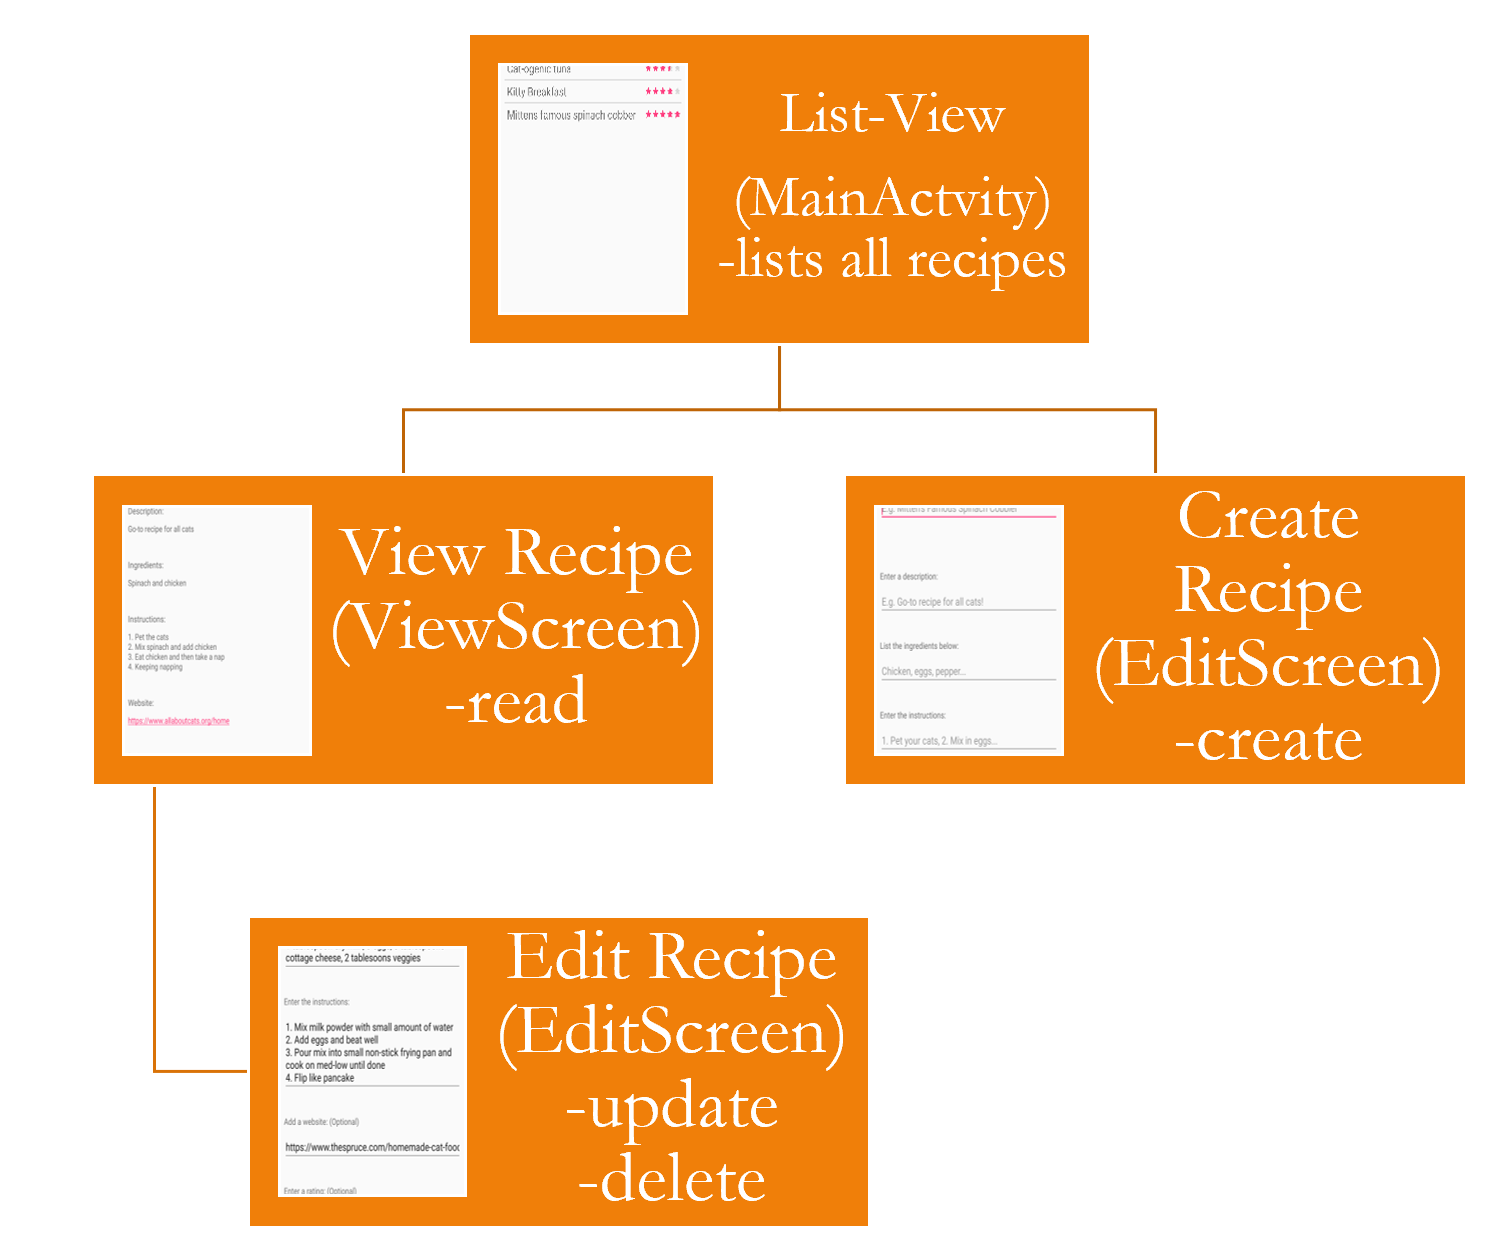 Cat-ogenic tuna
Kitty Breakfast
Mittens famous spinach cobber
List-View
(MainActvity)
-lists all recipes
Description:
Go-to recipe for all cats
Ingredients:
Spinach and chicken
Instructions:
1. Pet the cats
2. Mix spinach and add chicken
3. Eat chicken and then take a nap
4. Keeping napping
Website:
https://www.allaboutcats.org/home
View Recipe
(ViewScreen)
-read
E.g. Mitten's Famous Spinach Cobbler
Enter a description:
E.g. Go-to recipe for all cats!
List the ingredients below:
Chicken, eggs, pepper...
Enter the instructions:
1. Pet your cats, 2. Mix in eggs...
Create
Recipe
(EditScreen)
-create
cottage cheese, 2 tablesoons veggies
Enter the instructions:
1. Mix milk powder with small amount of water
2. Add eggs and beat well
3. Pour mix into small non-stick frying pan and
cook on med-low until done
4. Flip like pancake
Add a website: (Optional)
https://www.thespruce.com/homemade-cat-food
Enter a rating: (Optional)
Edit Recipe
(EditScreen)
-update
-delete